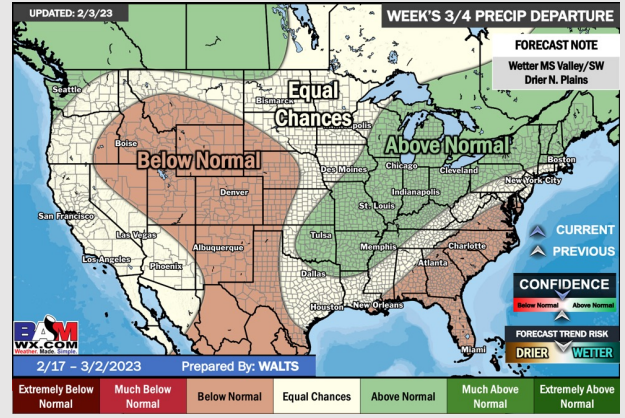 UPDATED: 2/3/23
WEEK'S 3/4 PRECIP DEPARTURE
FORECAST NOTE
Wetter MS Valley/SW
Drier N. Plains
Seattle
Equal
Chances
Bismarck
polis
Boise
Below Normal
Above Normal
Des Moines
Chicago
Cleveland
Boston
New York City
Denver
Indianapolis
St. Louis
San Francisco
Las Vegas
Albuquerque
Tulsa
Memphis
Charlotte
Los Angeles
Phoenix
Dallas
Atlanta
Houston
New Orleans
Miami
CURRENT
PREVIOUS
CONFIDENCE
Below Normal
Above Normal
FORECAST TREND RISK
DRIER
WETTER
BAM
WX.COM
Weather. Made. Simple.
2/17 – 3/2/2023
Prepared By: WALTS
Extremely Below
Normal
Much Below
Normal
Below Normal
Equal Chances
Above Normal
Much Above
Normal
Extremely Above
Normal